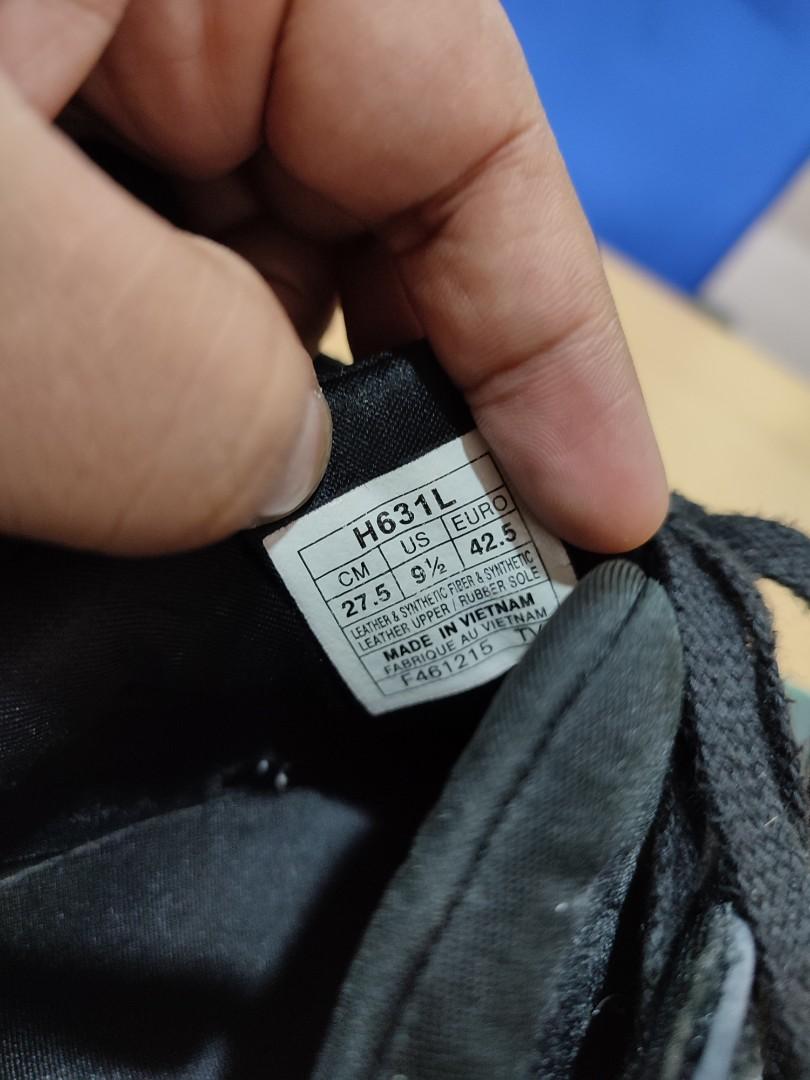 H631L
CM US EURO
27.5 9½ 42.5
LEATHER & SYNTHETIC FIBER & SYNTHETIC
LEATHER UPPER / RUBBER SOLE
MADE IN VIETNAM
FABRIQUE AU VIETNAM
F461215